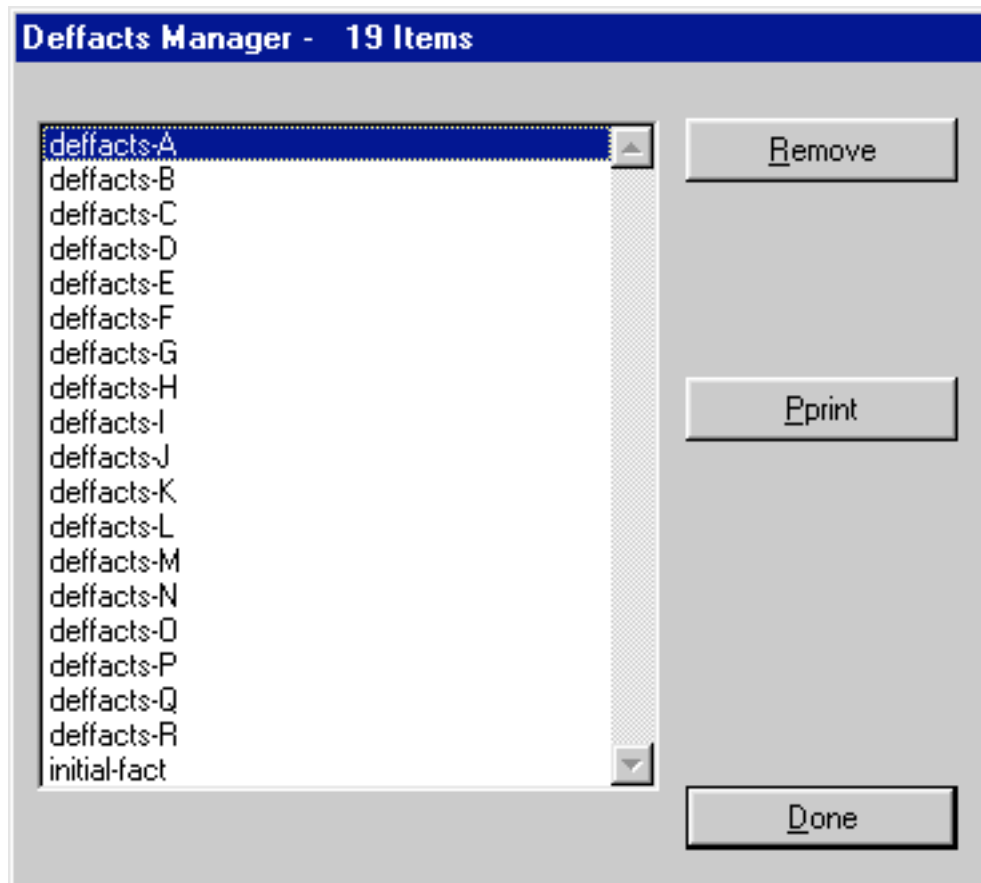 Deffacts Manager -   19 Items
deffacts-A
deffacts-B
deffacts-C
deffacts-D
deffacts-E
deffacts-F
deffacts-G
deffacts-H
deffacts-I
deffacts-J
deffacts-K
deffacts-L
deffacts-M
deffacts-N
deffacts-O
deffacts-P
deffacts-Q
deffacts-R
initial-fact
Remove
Pprint
Done